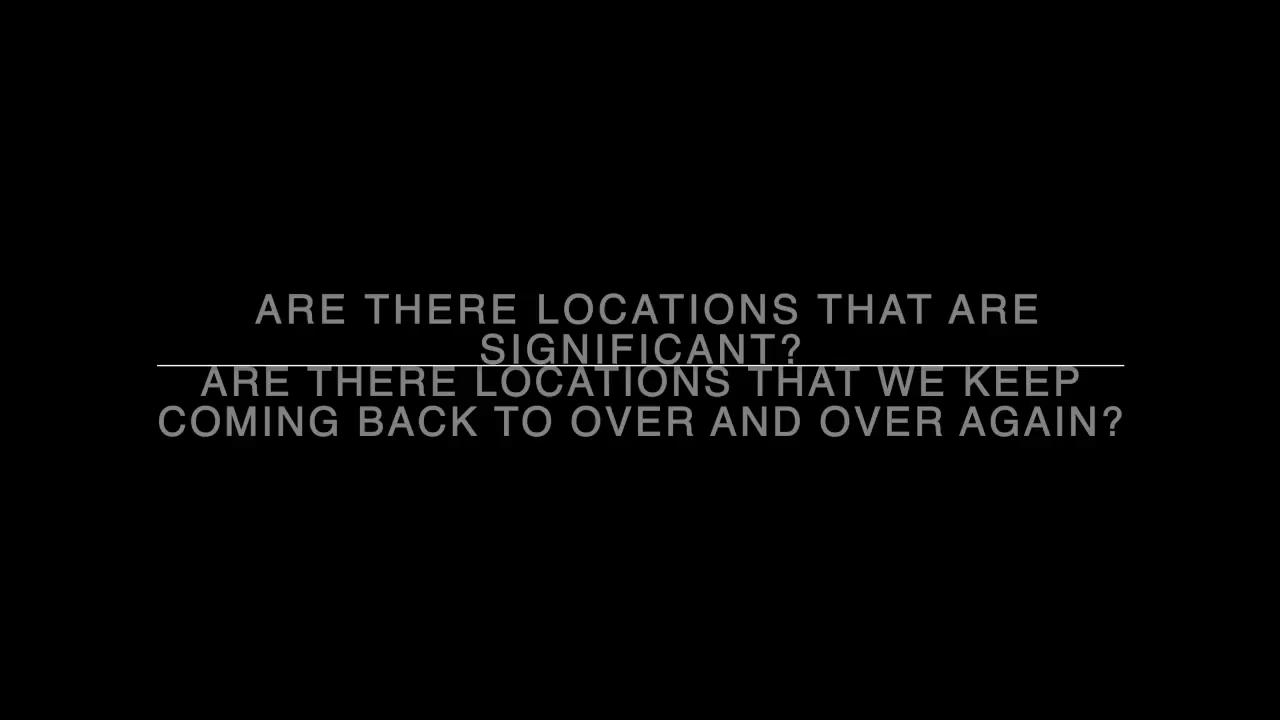 ARE THERE LOCATIONS THAT ARE
SIGNIFICANT?
ARE THERE LOCATIONS THAT WE KEEP
COMING BACK TO OVER AND OVER AGAIN?